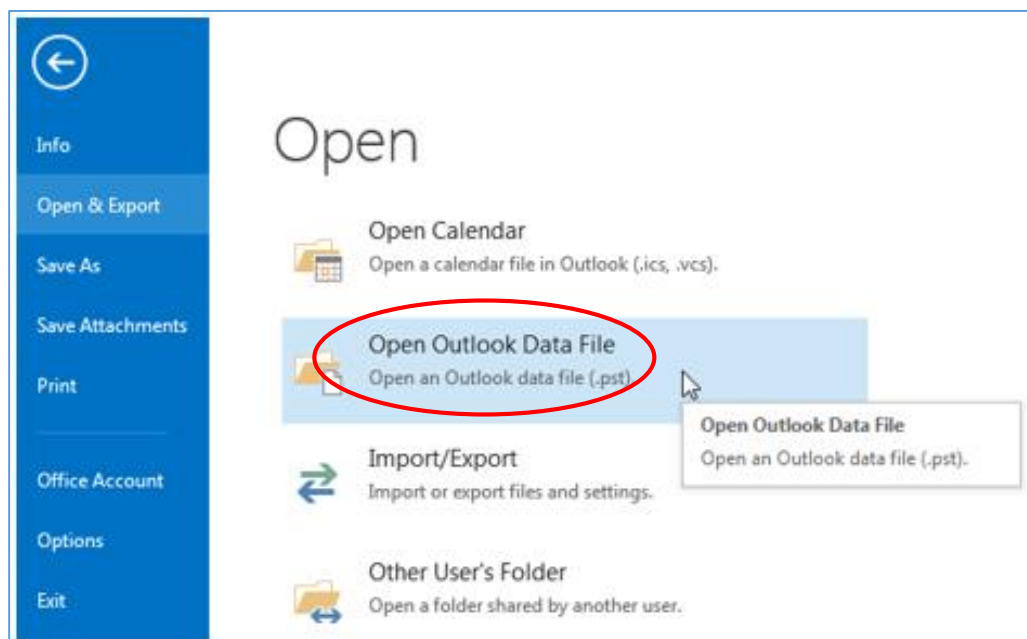 Info
Open & Export
Save As
Save Attachments
Print
Office Account
Options
Exit
Open
Open Calendar
Open a calendar file in Outlook (.ics, .vcs).
Open Outlook Data File
Open an Outlook data file (.pst).
Open Outlook Data File
Open an Outlook data file (.pst).
Import/Export
Import or export files and settings.
Other User's Folder
Open a folder shared by another user.